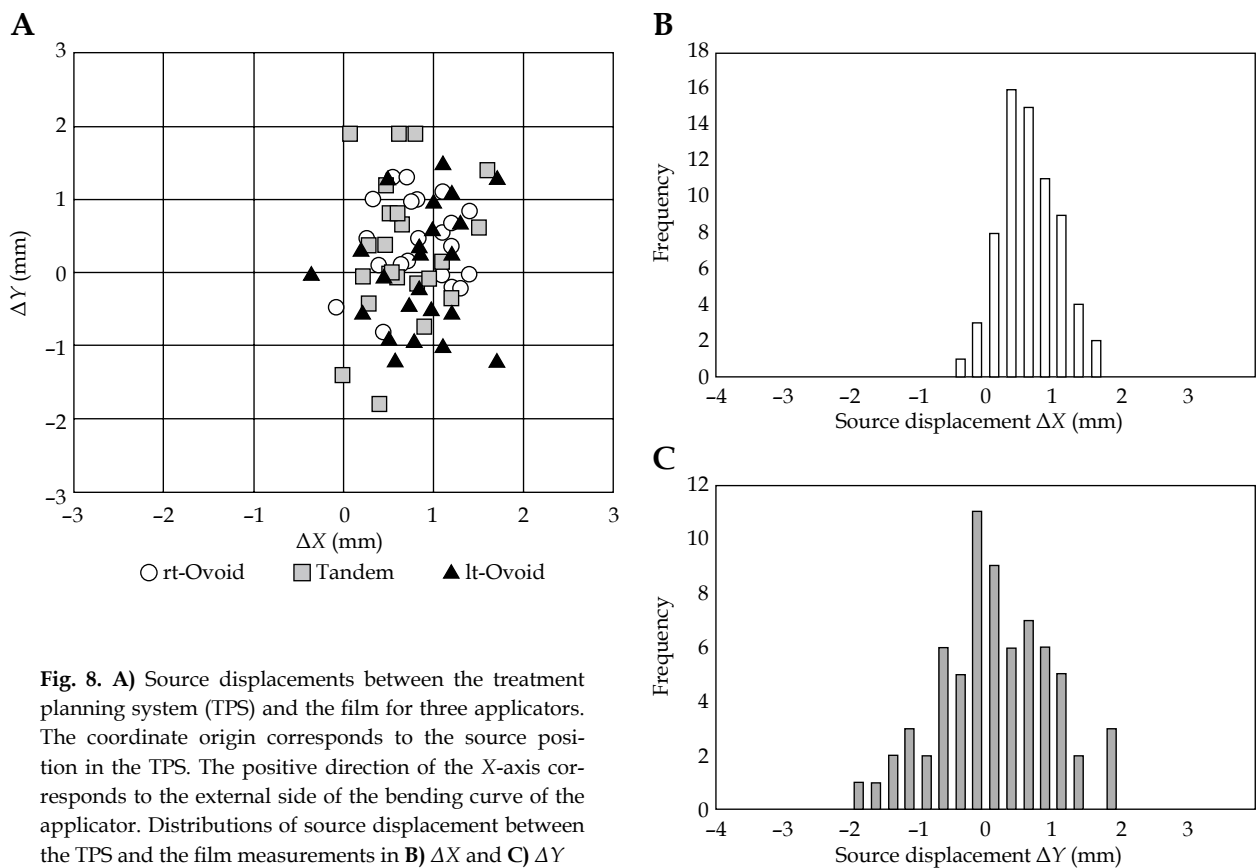 A
3
2
1
0
–1
–2
–3
ΔY (mm)
–3 –2 –1 0 1 2 3
ΔX (mm)
rt-Ovoid Tandem lt-Ovoid
Fig. 8. A) Source displacements between the treatment
planning system (TPS) and the film for three applicators.
The coordinate origin corresponds to the source posi-
tion in the TPS. The positive direction of the X-axis cor-
responds to the external side of the bending curve of the
applicator. Distributions of source displacement between
the TPS and the film measurements in B) ΔX and C) ΔY
B
18
16
14
12
10
8
6
4
2
0
Frequency
–4 –3 –2 –1 0 1 2 3
Source displacement ΔX (mm)
C
12
10
8
6
4
2
0
Frequency
–4 –3 –2 –1 0 1 2 3
Source displacement ΔY (mm)